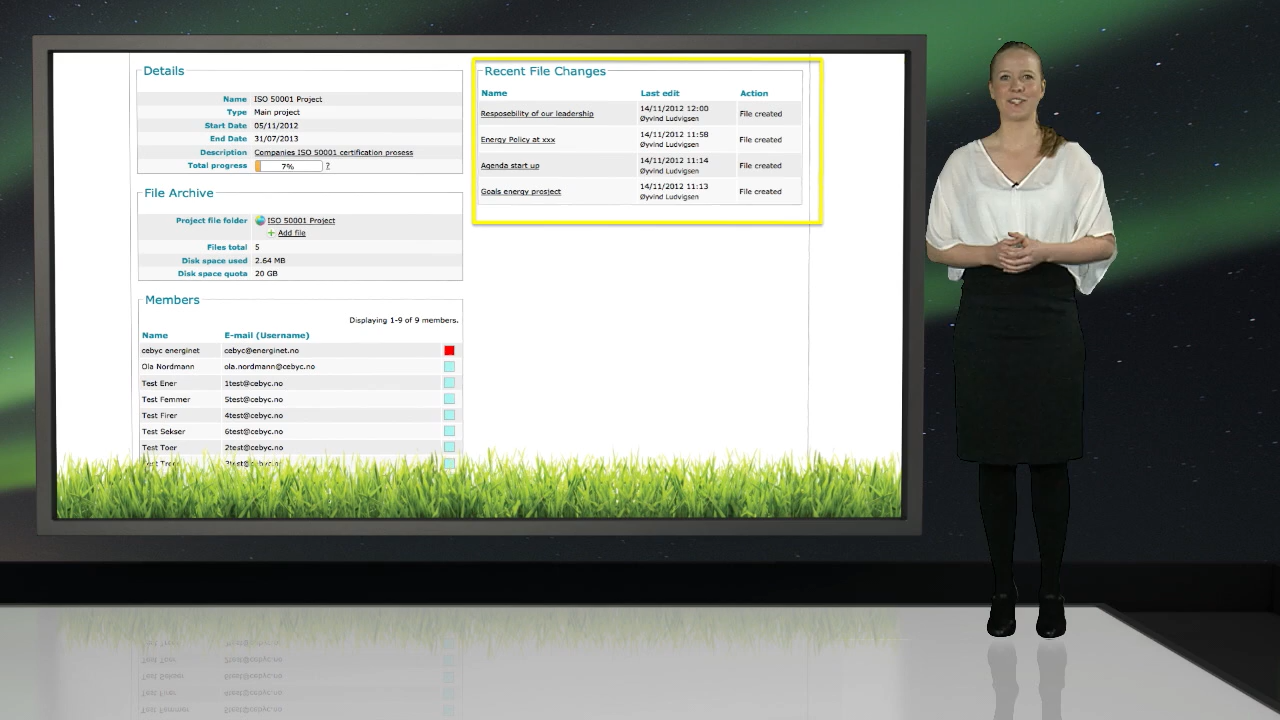 Details
Name ISO 50001 Project
Type Main project
Start Date 05/11/2012
End Date 31/07/2013
Description Companies ISO 50001 certification prosess
Total progress 7% ?
File Archive
Project file folder ISO 50001 Project
+ Add file
Files total 5
Disk space used 2.64 MB
Disk space quota 20 GB
Members
Displaying 1-9 of 9 members.
Name E-mail (Username)
cebyc energinet cebyc@energinet.no
Ola Nordmann ola.nordmann@cebyc.no
Test Ener 1test@cebyc.no
Test Femmer 5test@cebyc.no
Test Firer 4test@cebyc.no
Test Sekser 6test@cebyc.no
Test Toer 2test@cebyc.no
Test
Recent File Changes
Name Last edit Action
Resposebility of our leadership 14/11/2012 12:00 File created
Øyvind Ludvigsen
Energy Policy at xxx 14/11/2012 11:58 File created
Øyvind Ludvigsen
Agenda start up 14/11/2012 11:14 File created
Øyvind Ludvigsen
Goals energy prosject 14/11/2012 11:13 File created
Øyvind Ludvigsen